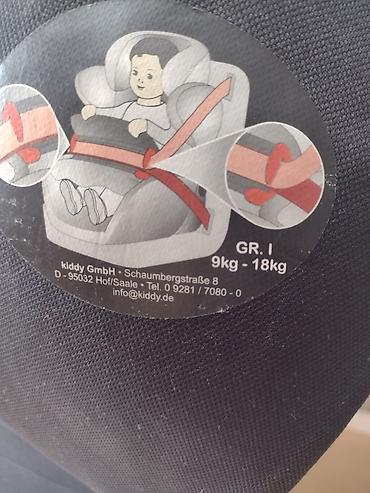 GR. I
9kg - 18kg
kiddy GmbH • Schaumbergstraße 8
D - 95032 Hof/Saale • Tel. 0 9281 / 7080 - 0
info@kiddy.de